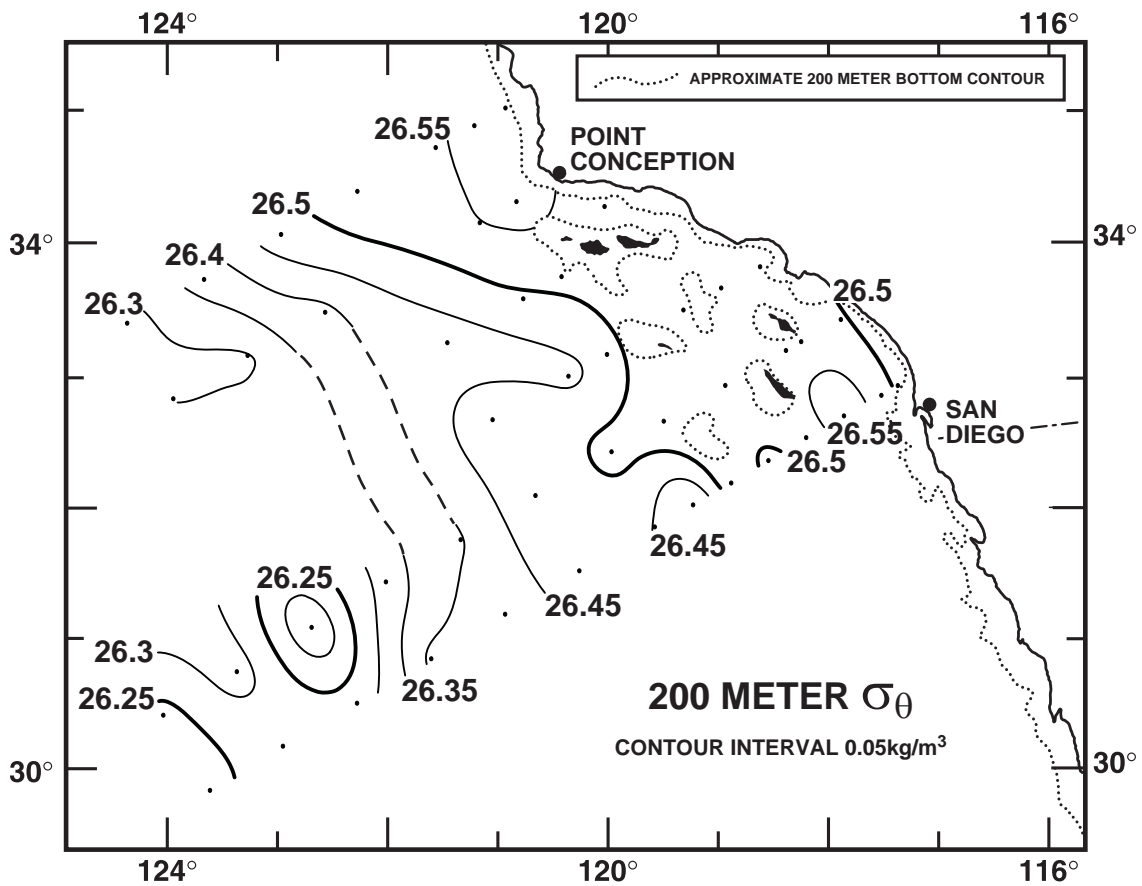 124° 120° 116°
APPROXIMATE 200 METER BOTTOM CONTOUR
26.55
POINT
CONCEPTION
26.5
34° 34°
26.4
26.3
26.5
SAN
DIEGO
26.55
26.5
26.45
26.25
26.45
26.3
26.35
26.25
200 METER σθ
CONTOUR INTERVAL 0.05kg/m³
30° 30°
124° 120° 116°